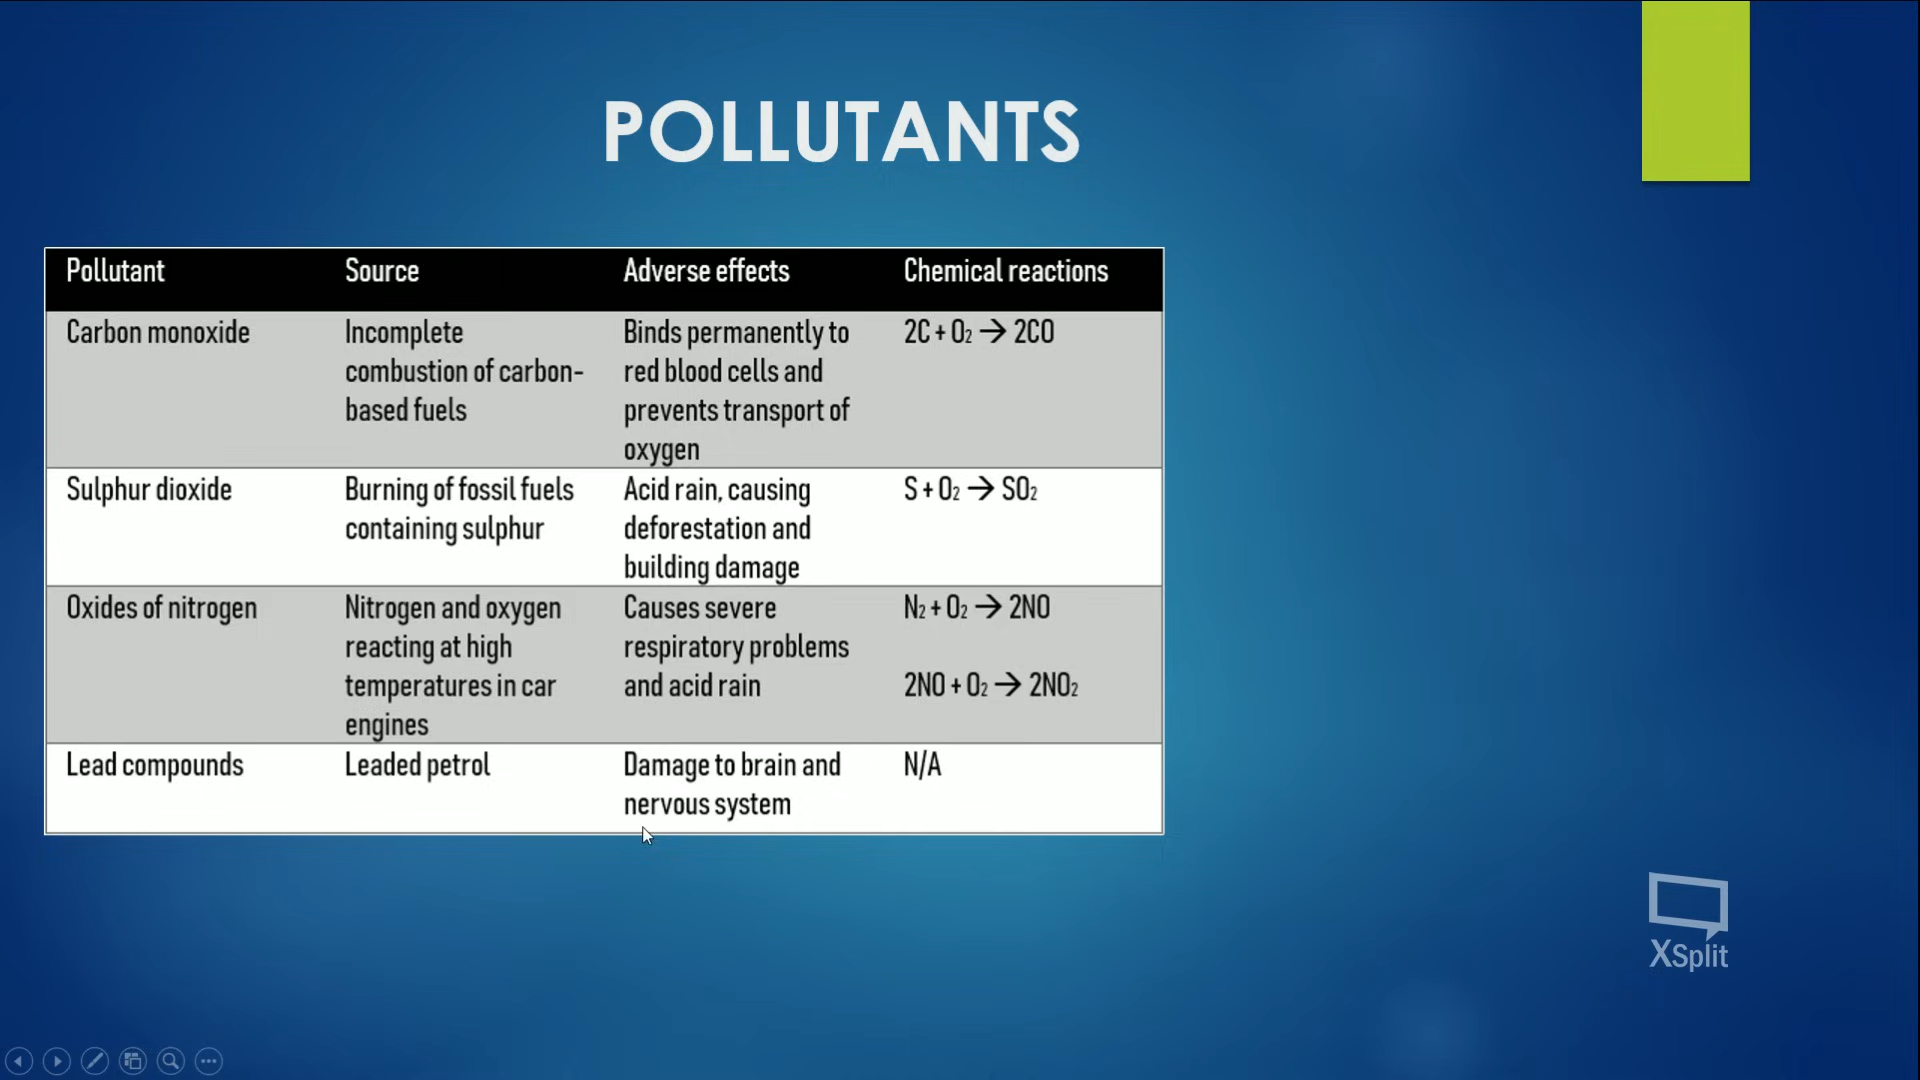 POLLUTANTS
Pollutant Source Adverse effects Chemical reactions
Carbon monoxide
Incomplete
combustion of carbon-
based fuels
Binds permanently to
red blood cells and
prevents transport of
oxygen
2C + O₂ → 2CO
Sulphur dioxide
Burning of fossil fuels
containing sulphur
Acid rain, causing
deforestation and
building damage
S + O₂ → SO₂
Oxides of nitrogen
Nitrogen and oxygen
reacting at high
temperatures in car
engines
Causes severe
respiratory problems
and acid rain
N₂ + O₂ → 2NO
2NO + O₂ → 2NO₂
Lead compounds
Leaded petrol
Damage to brain and
nervous system
N/A
XSplit